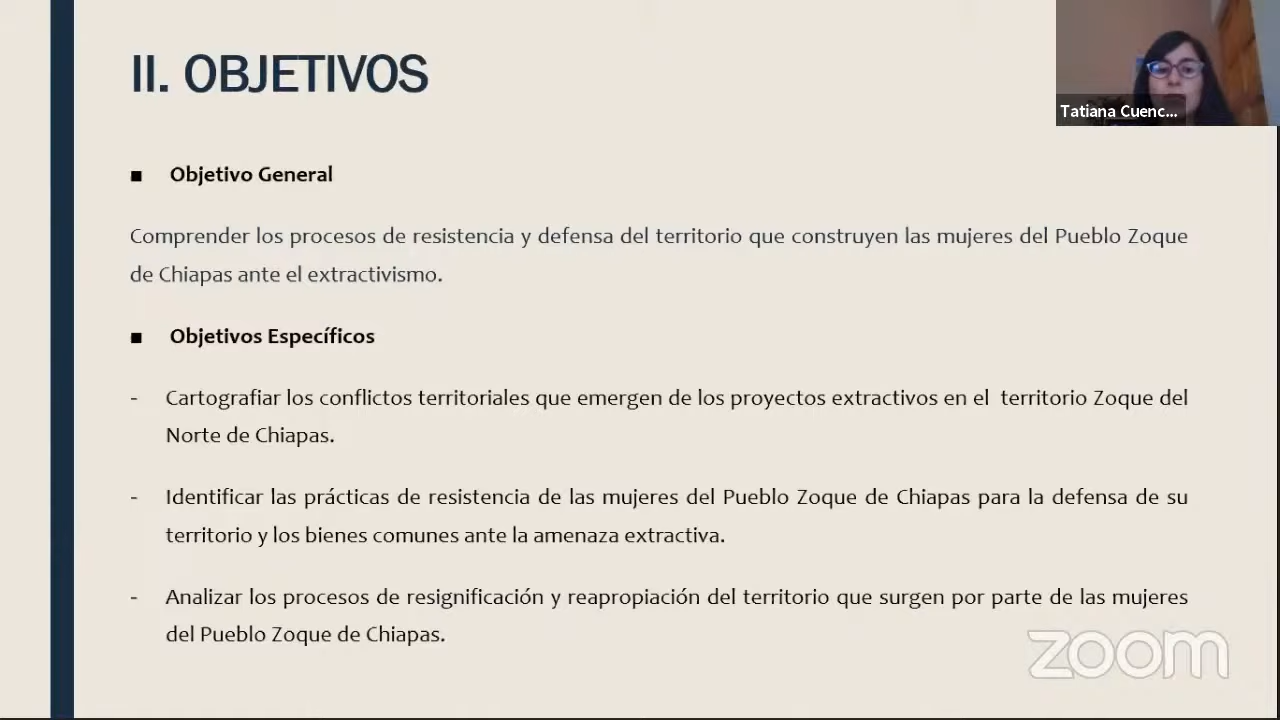 II. OBJETIVOS
Tatiana Cuenc...
■ Objetivo General
Comprender los procesos de resistencia y defensa del territorio que construyen las mujeres del Pueblo Zoque
de Chiapas ante el extractivismo.
■ Objetivos Específicos
- Cartografiar los conflictos territoriales que emergen de los proyectos extractivos en el territorio Zoque del
Norte de Chiapas.
- Identificar las prácticas de resistencia de las mujeres del Pueblo Zoque de Chiapas para la defensa de su
territorio y los bienes comunes ante la amenaza extractiva.
- Analizar los procesos de resignificación y reapropiación del territorio que surgen por parte de las mujeres
del Pueblo Zoque de Chiapas.
zoom